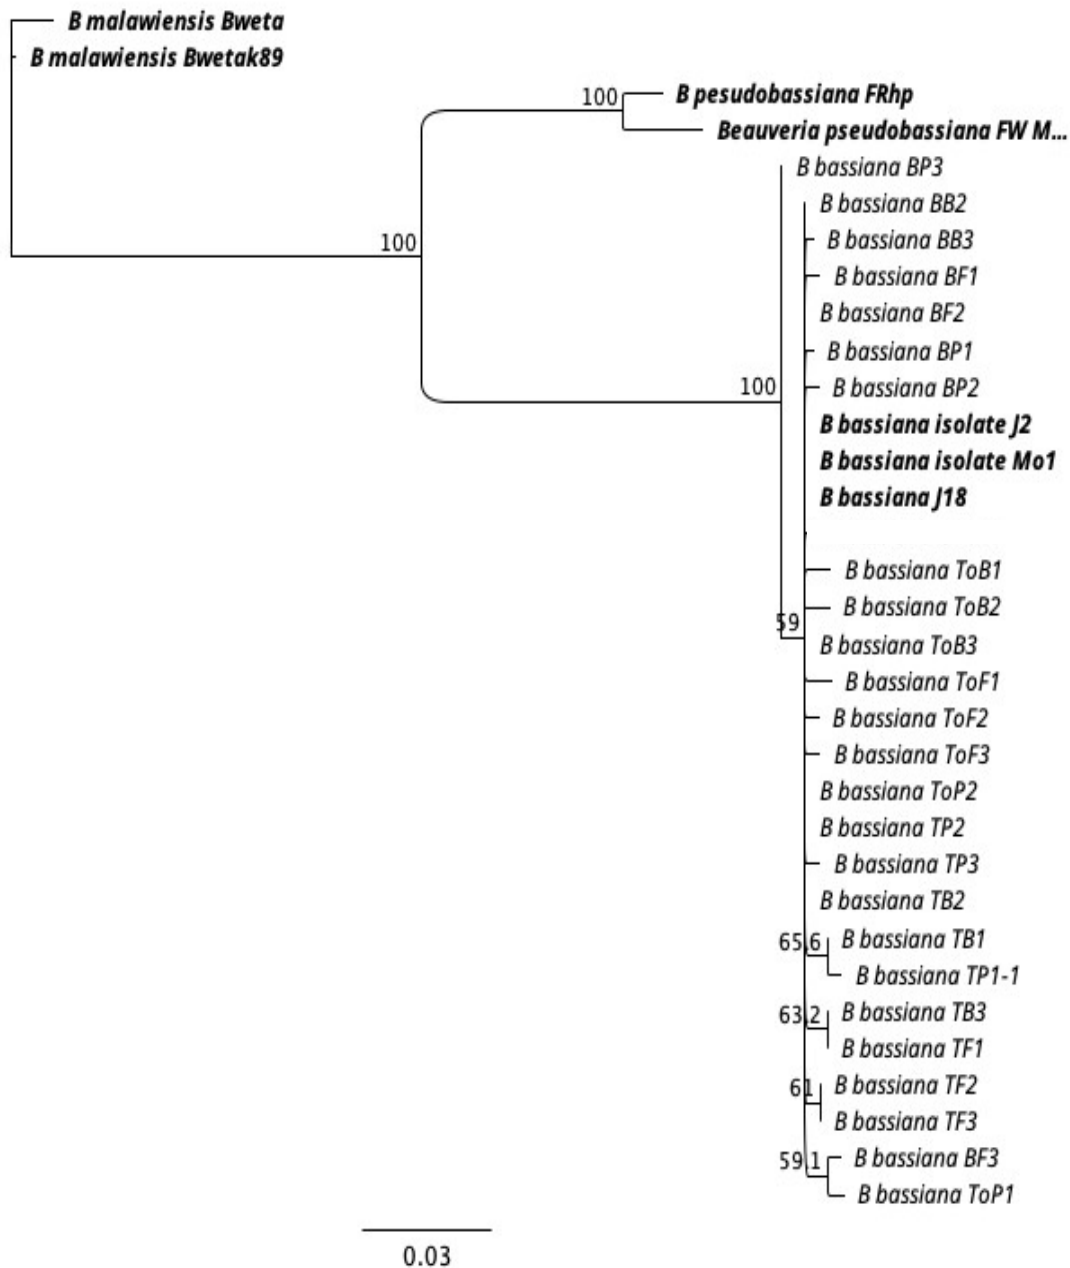 B malawiensis Bweta
B malawiensis Bwetak89
100
B pesudobassiana FRhp
Beauveria pseudobassiana FW M...
B bassiana BP3
B bassiana BB2
100
B bassiana BB3
B bassiana BF1
B bassiana BF2
B bassiana BP1
100
B bassiana BP2
B bassiana isolate J2
B bassiana isolate Mo1
B bassiana J18
B bassiana ToB1
B bassiana ToB2
59
B bassiana ToB3
B bassiana ToF1
B bassiana ToF2
B bassiana ToF3
B bassiana ToP2
B bassiana TP2
B bassiana TP3
B bassiana TB2
65,6
B bassiana TB1
B bassiana TP1-1
63,2
B bassiana TB3
B bassiana TF1
61
B bassiana TF2
B bassiana TF3
59,1
B bassiana BF3
B bassiana ToP1
0.03